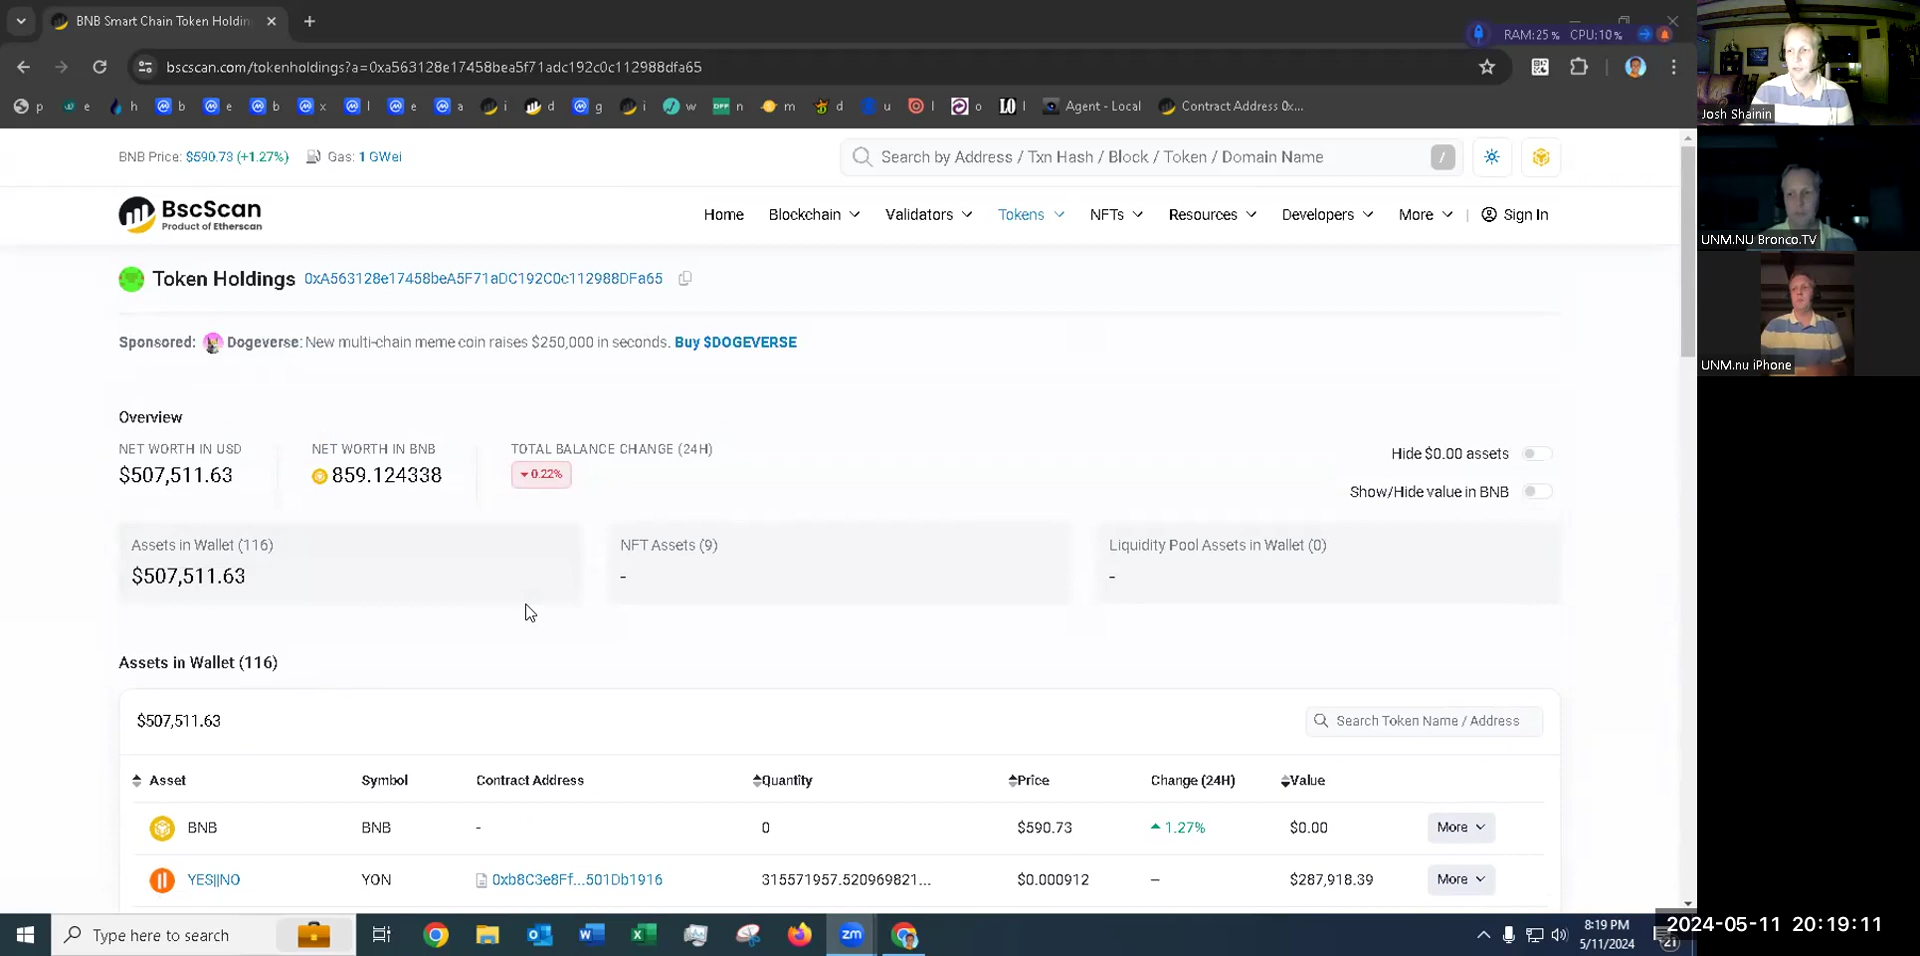 BNB Smart Chain Token Holdin
RAM:25% CPU:10%
bscscan.com/tokenholdings?a=0xa563128e17458bea5f71adc192c0c112988dfa65
p e h b e b x l e a i d g i w n m d u l o l Agent - Local Contract Address 0x...
BNB Price: $590.73 (+1.27%) Gas: 1 GWei
Search by Address / Txn Hash / Block / Token / Domain Name /
BscScan
Product of Etherscan
Home Blockchain Validators Tokens NFTs Resources Developers More Sign In
Token Holdings 0xA563128e17458beA5F71aDC192C0c112988DFa65
Sponsored: Dogeverse: New multi-chain meme coin raises $250,000 in seconds. Buy $DOGEVERSE
Overview
NET WORTH IN USD NET WORTH IN BNB TOTAL BALANCE CHANGE (24H)
$507,511.63 859.124338 0.22%
Hide $0.00 assets
Show/Hide value in BNB
Assets in Wallet (116) NFT Assets (9) Liquidity Pool Assets in Wallet (0)
$507,511.63 - -
Assets in Wallet (116)
$507,511.63 Search Token Name / Address
Asset Symbol Contract Address Quantity Price Change (24H) Value
BNB BNB - 0 $590.73 1.27% $0.00 More
YES||NO YON 0xb8C3e8Ff...501Db1916 315571957.520969821... $0.000912 – $287,918.39 More
Type here to search
zm
8:19 PM
5/11/2024
21
2024-05-11 20:19:11
Josh Shainin
UNM.NU Bronco.TV
UNM.nu iPhone